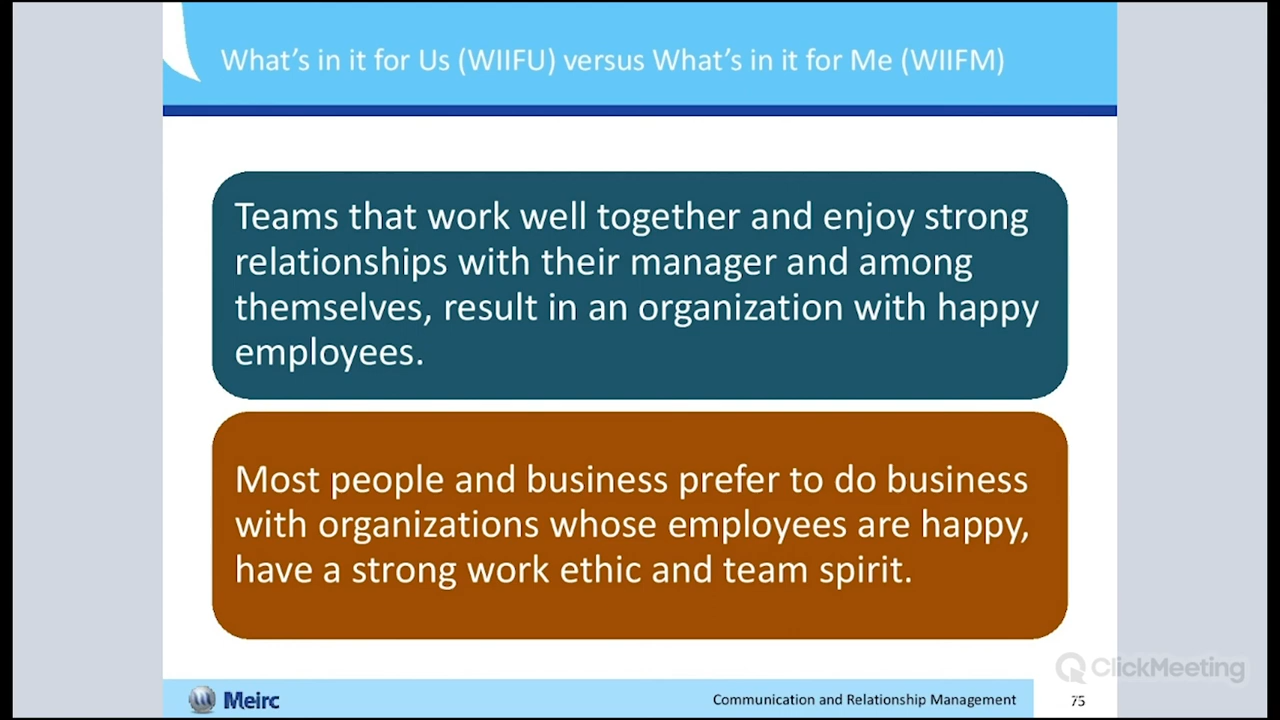 What's in it for Us (WIIFU) versus What's in it for Me (WIIFM)
Teams that work well together and enjoy strong
relationships with their manager and among
themselves, result in an organization with happy
employees.
Most people and business prefer to do business
with organizations whose employees are happy,
have a strong work ethic and team spirit.
ClickMeeting
Meirc
Communication and Relationship Management
75